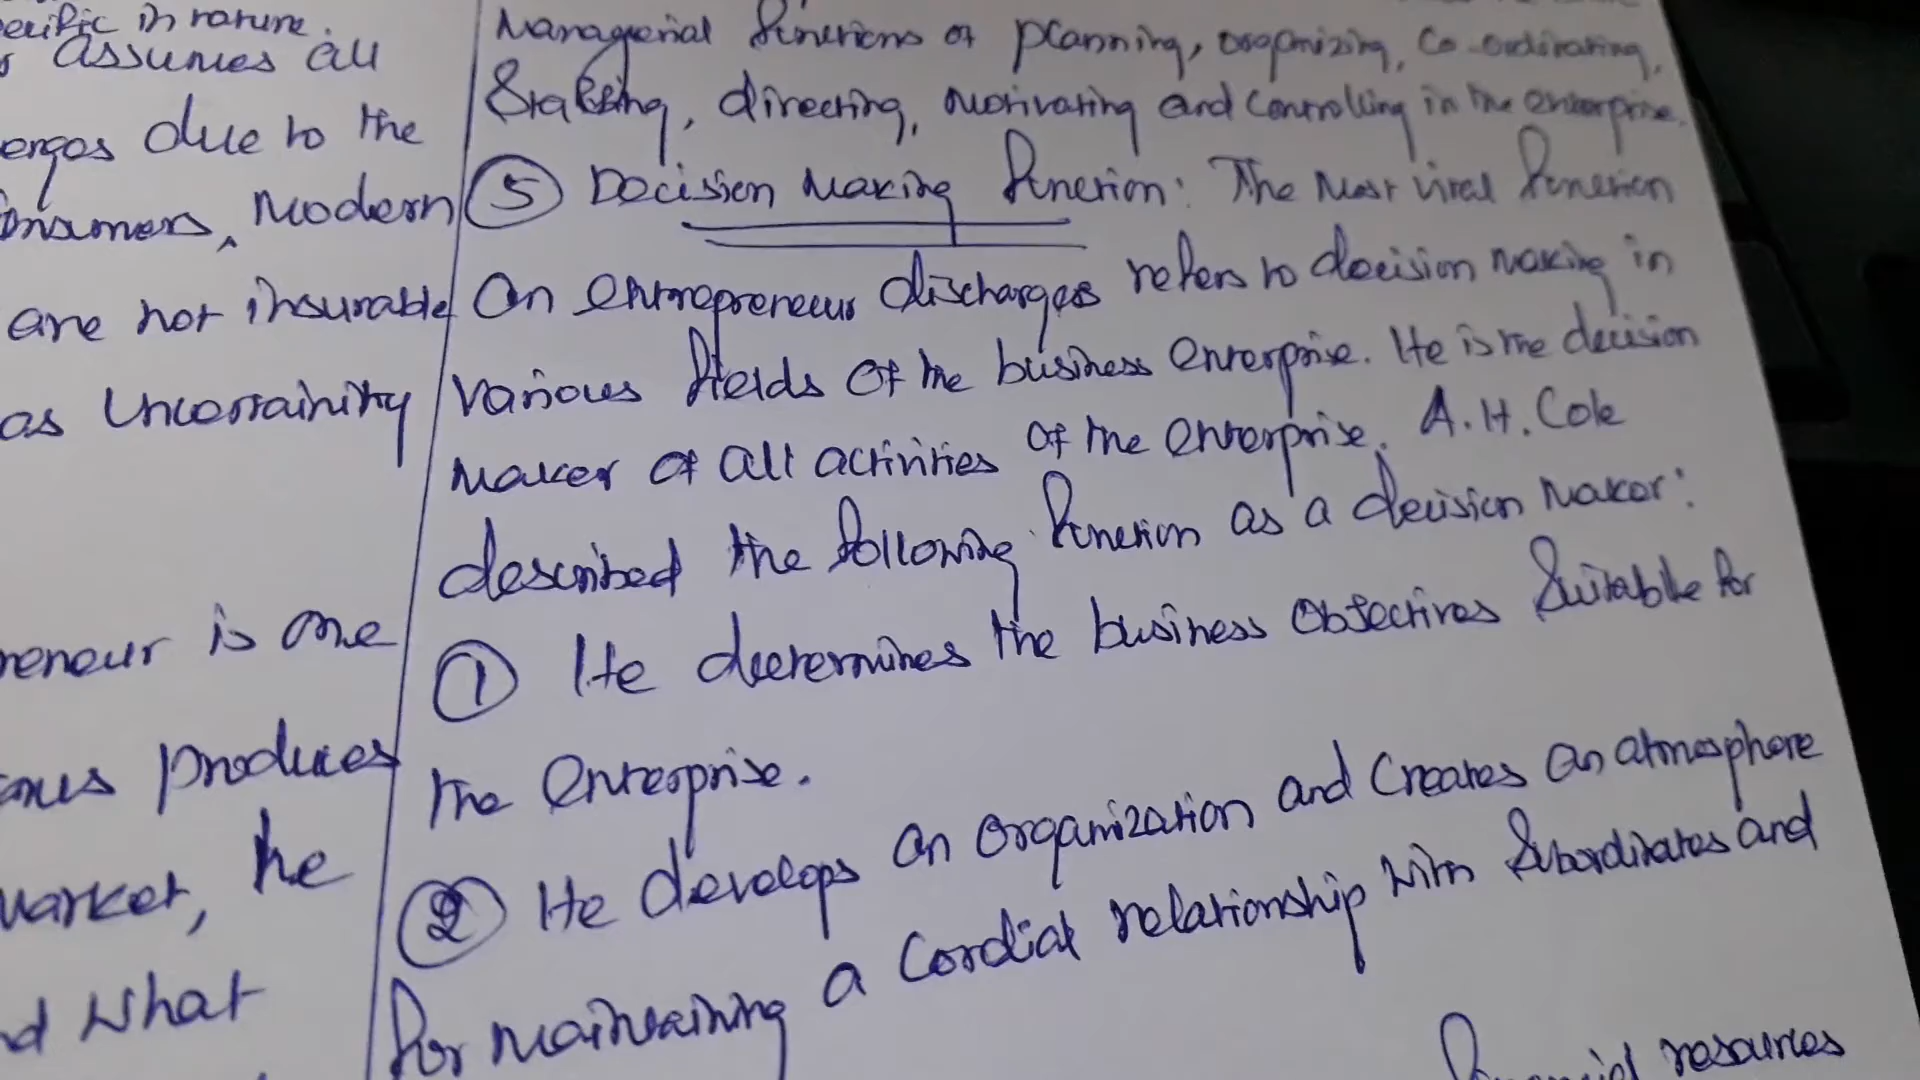 in nature.
assumes all
due to the
Modern
are not insurable
as Uncertainity
is one
produces
market, he
what
Managerial functions of planning, organizing, Co-ordinating,
Staffing, directing, motivating and controlling in the enterprise.
5 Decision Making function: The Most vital function
an entrepreneur discharges refers to decision making in
various fields of the business enterprise. He is the decision
maker of all activities of the enterprise. A.H. Cole
described the following function as a decision maker:
1 He deetermines the business objectives Suitablle for
the enterprise.
2 He develops an organization and creates an atmosphere
for maintaining a cordial relationship with subordinates and
resources